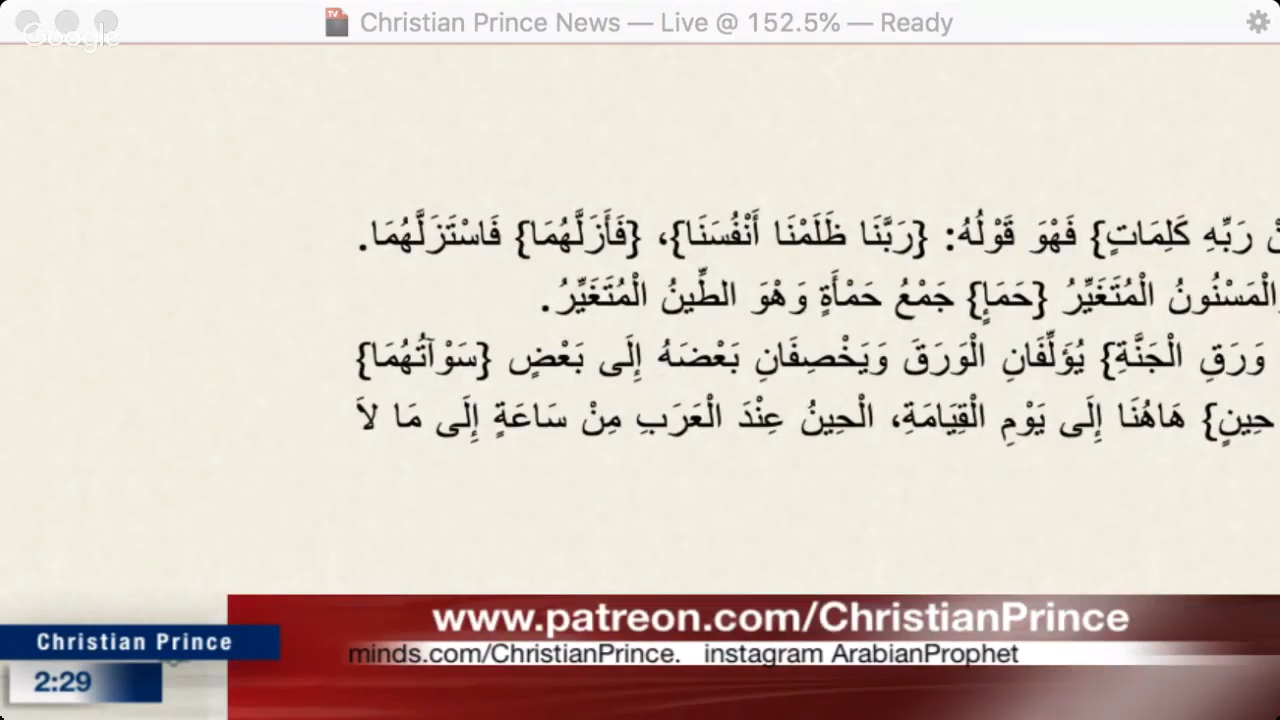 Christian Prince News — Live @ 152.5% — Ready
Google
رَبِّهِ كَلِمَاتٍ} فَهْوَ قَوْلُهُ: {رَبَّنَا ظَلَمْنَا أَنْفُسَنَا}، {فَأَزَلَّهُمَا} فَاسْتَزَلَّهُمَا.
الْمَسْنُونُ الْمُتَغَيِّرُ {حَمَإٍ} جَمْعُ حَمْأَةٍ وَهْوَ الطِّينُ الْمُتَغَيِّرُ.
وَرَقِ الْجَنَّةِ} يُؤَلِّفَانِ الْوَرَقَ وَيَخْصِفَانِ بَعْضَهُ إِلَى بَعْضٍ {سَوْآتُهُمَا}
حِينٍ} هَاهُنَا إِلَى يَوْمِ الْقِيَامَةِ، الْحِينُ عِنْدَ الْعَرَبِ مِنْ سَاعَةٍ إِلَى مَا لاَ
www.patreon.com/ChristianPrince
Christian Prince
minds.com/ChristianPrince. instagram ArabianProphet
2:29